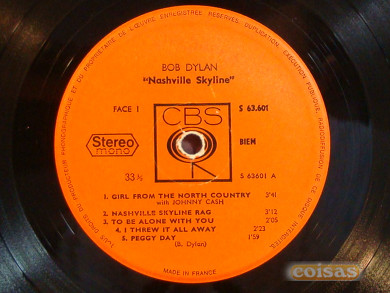 BOB DYLAN
"Nashville Skyline"
FACE 1
CBS
S 63.601
Stereo
mono
BIEM
33⅓
S 63601 A
1. GIRL FROM THE NORTH COUNTRY 3'41
with JOHNNY CASH
2. NASHVILLE SKYLINE RAG 3'12
3. TO BE ALONE WITH YOU 2'05
4. I THREW IT ALL AWAY 2'23
5. PEGGY DAY 1'59
(B. Dylan)
MADE IN FRANCE
coisas